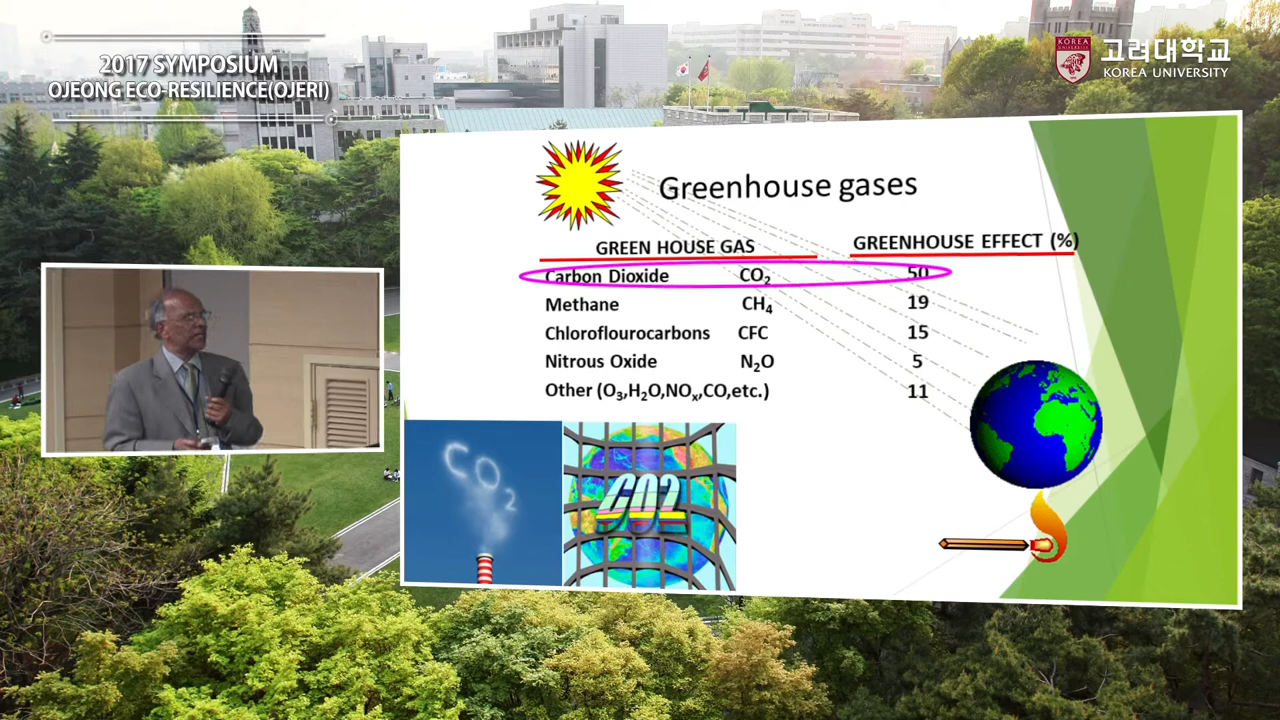 2017 SYMPOSIUM
OJEONG ECO-RESILIENCE(OJERI)
KOREA
UNIVERSITY
고려대학교
KOREA UNIVERSITY
Greenhouse gases
GREEN HOUSE GAS GREENHOUSE EFFECT (%)
Carbon Dioxide CO₂ 50
Methane CH₄ 19
Chloroflourocarbons CFC 15
Nitrous Oxide N₂O 5
Other (O₃,H₂O,NOₓ,CO,etc.) 11
CO₂
CO2